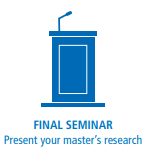 FINAL SEMINAR
Present your master's research